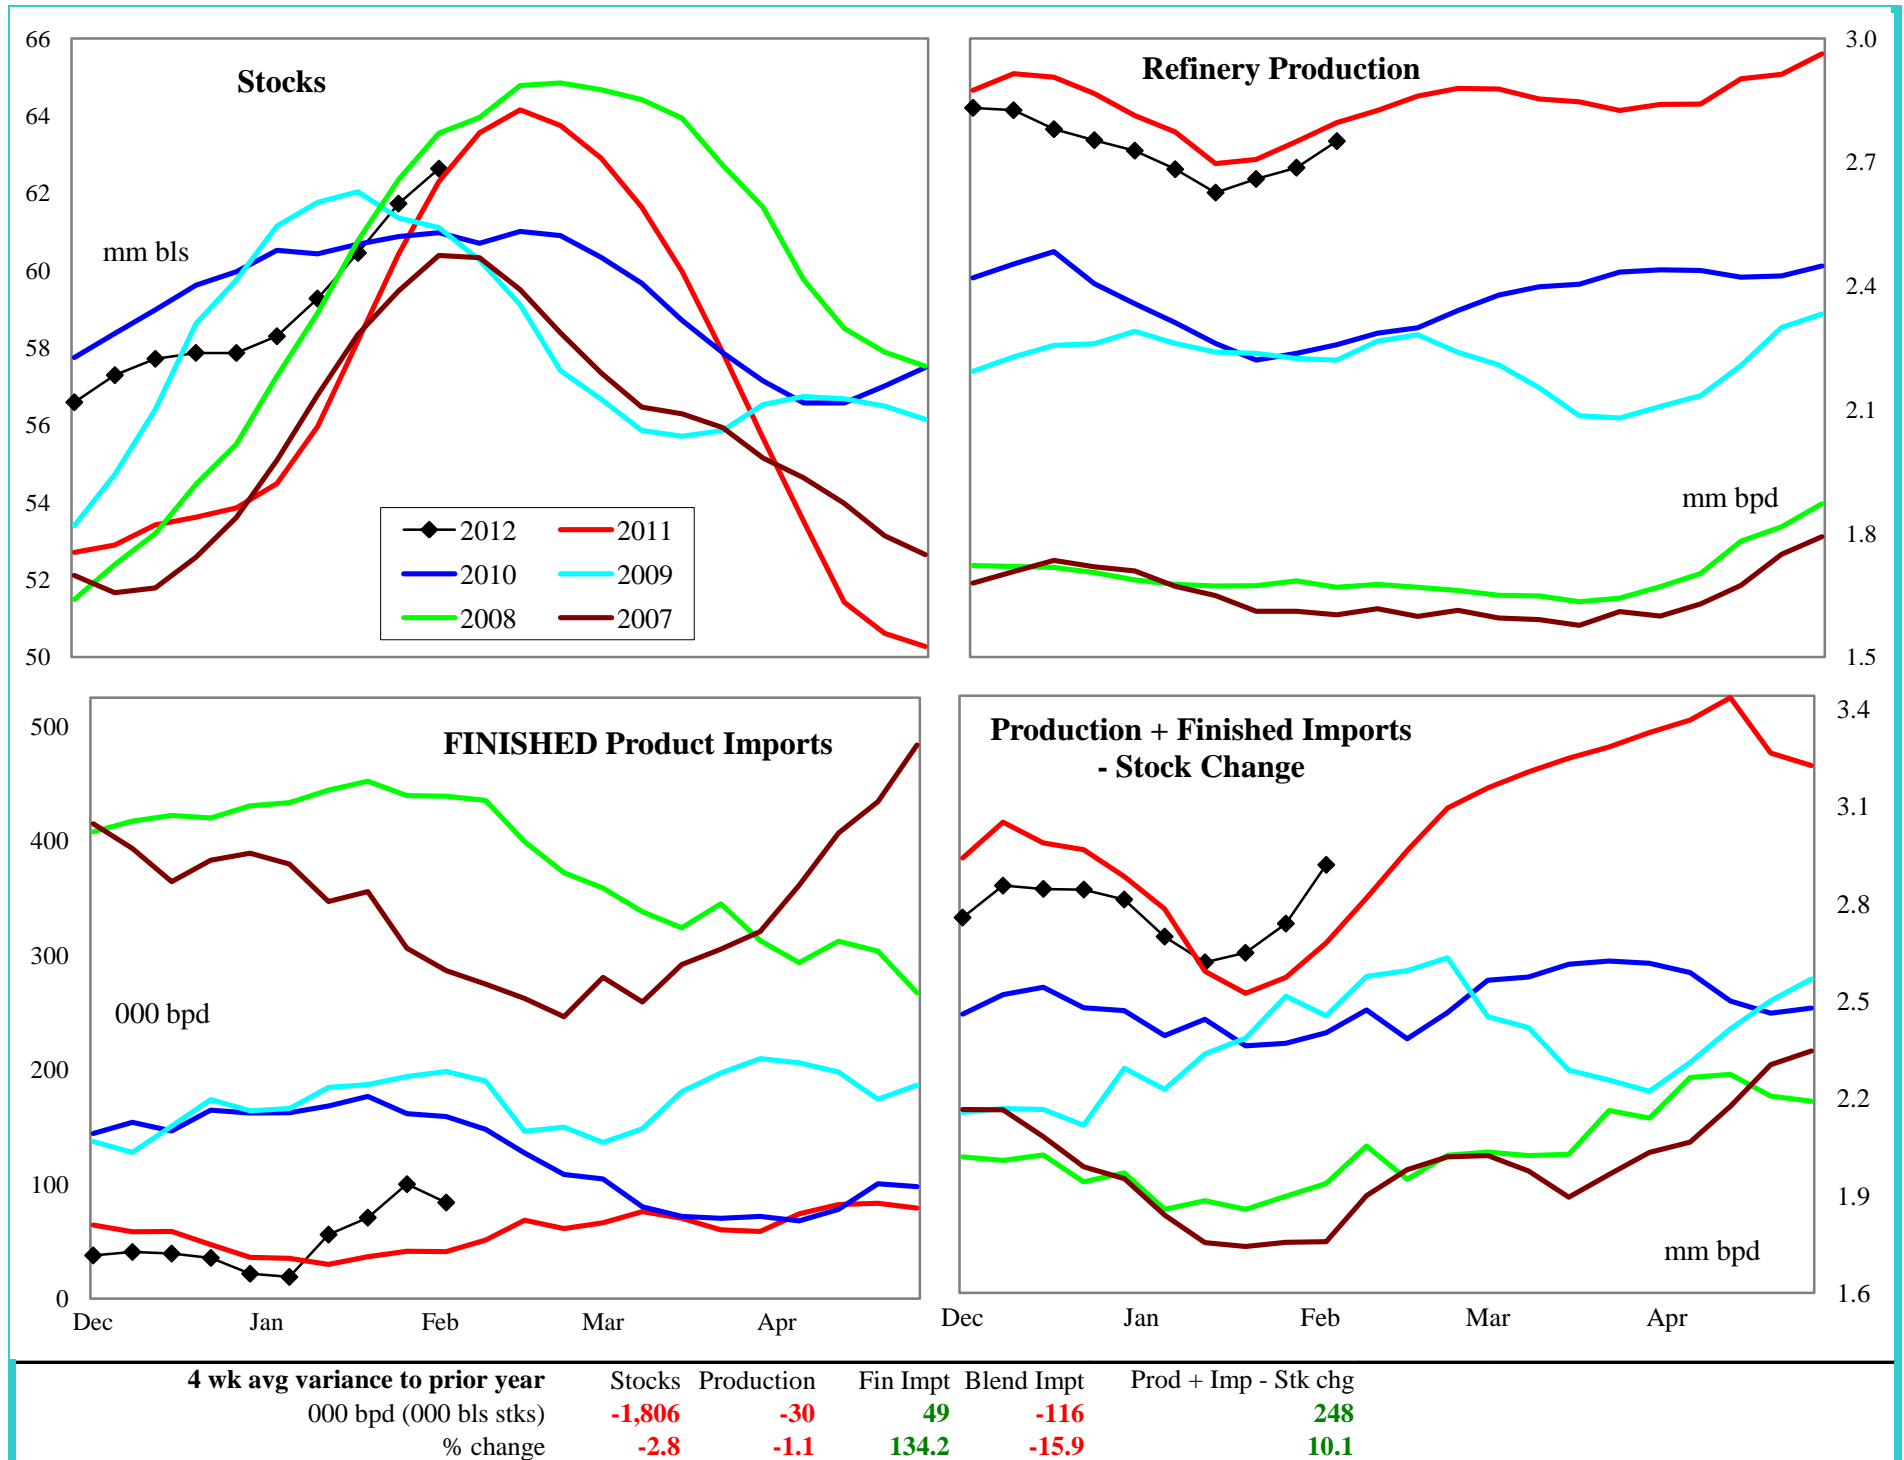 Stocks
mm bls
66
64
62
60
58
56
54
52
50
2012
2011
2010
2009
2008
2007
Refinery Production
mm bpd
3.0
2.7
2.4
2.1
1.8
1.5
FINISHED Product Imports
000 bpd
500
400
300
200
100
0
Dec
Jan
Feb
Mar
Apr
Production + Finished Imports
- Stock Change
mm bpd
3.4
3.1
2.8
2.5
2.2
1.9
1.6
Dec
Jan
Feb
Mar
Apr
4 wk avg variance to prior year Stocks Production Fin Impt Blend Impt Prod + Imp - Stk chg
000 bpd (000 bls stks) -1,806 -30 49 -116 248
% change -2.8 -1.1 134.2 -15.9 10.1